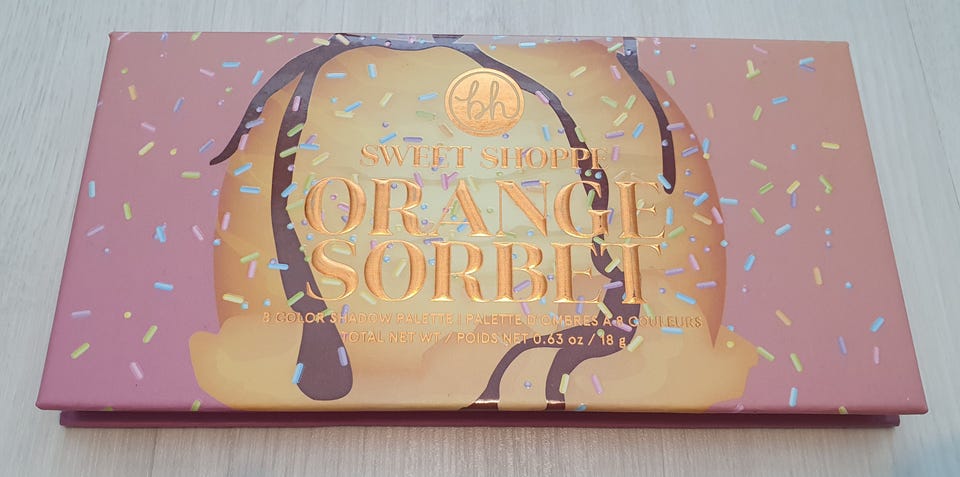 bh
SWEET SHOPPE
ORANGE
SORBET
8 COLOR SHADOW PALETTE | PALETTE D'OMBRES À 8 COULEURS
TOTAL NET WT / POIDS NET 0.63 oz / 18 g